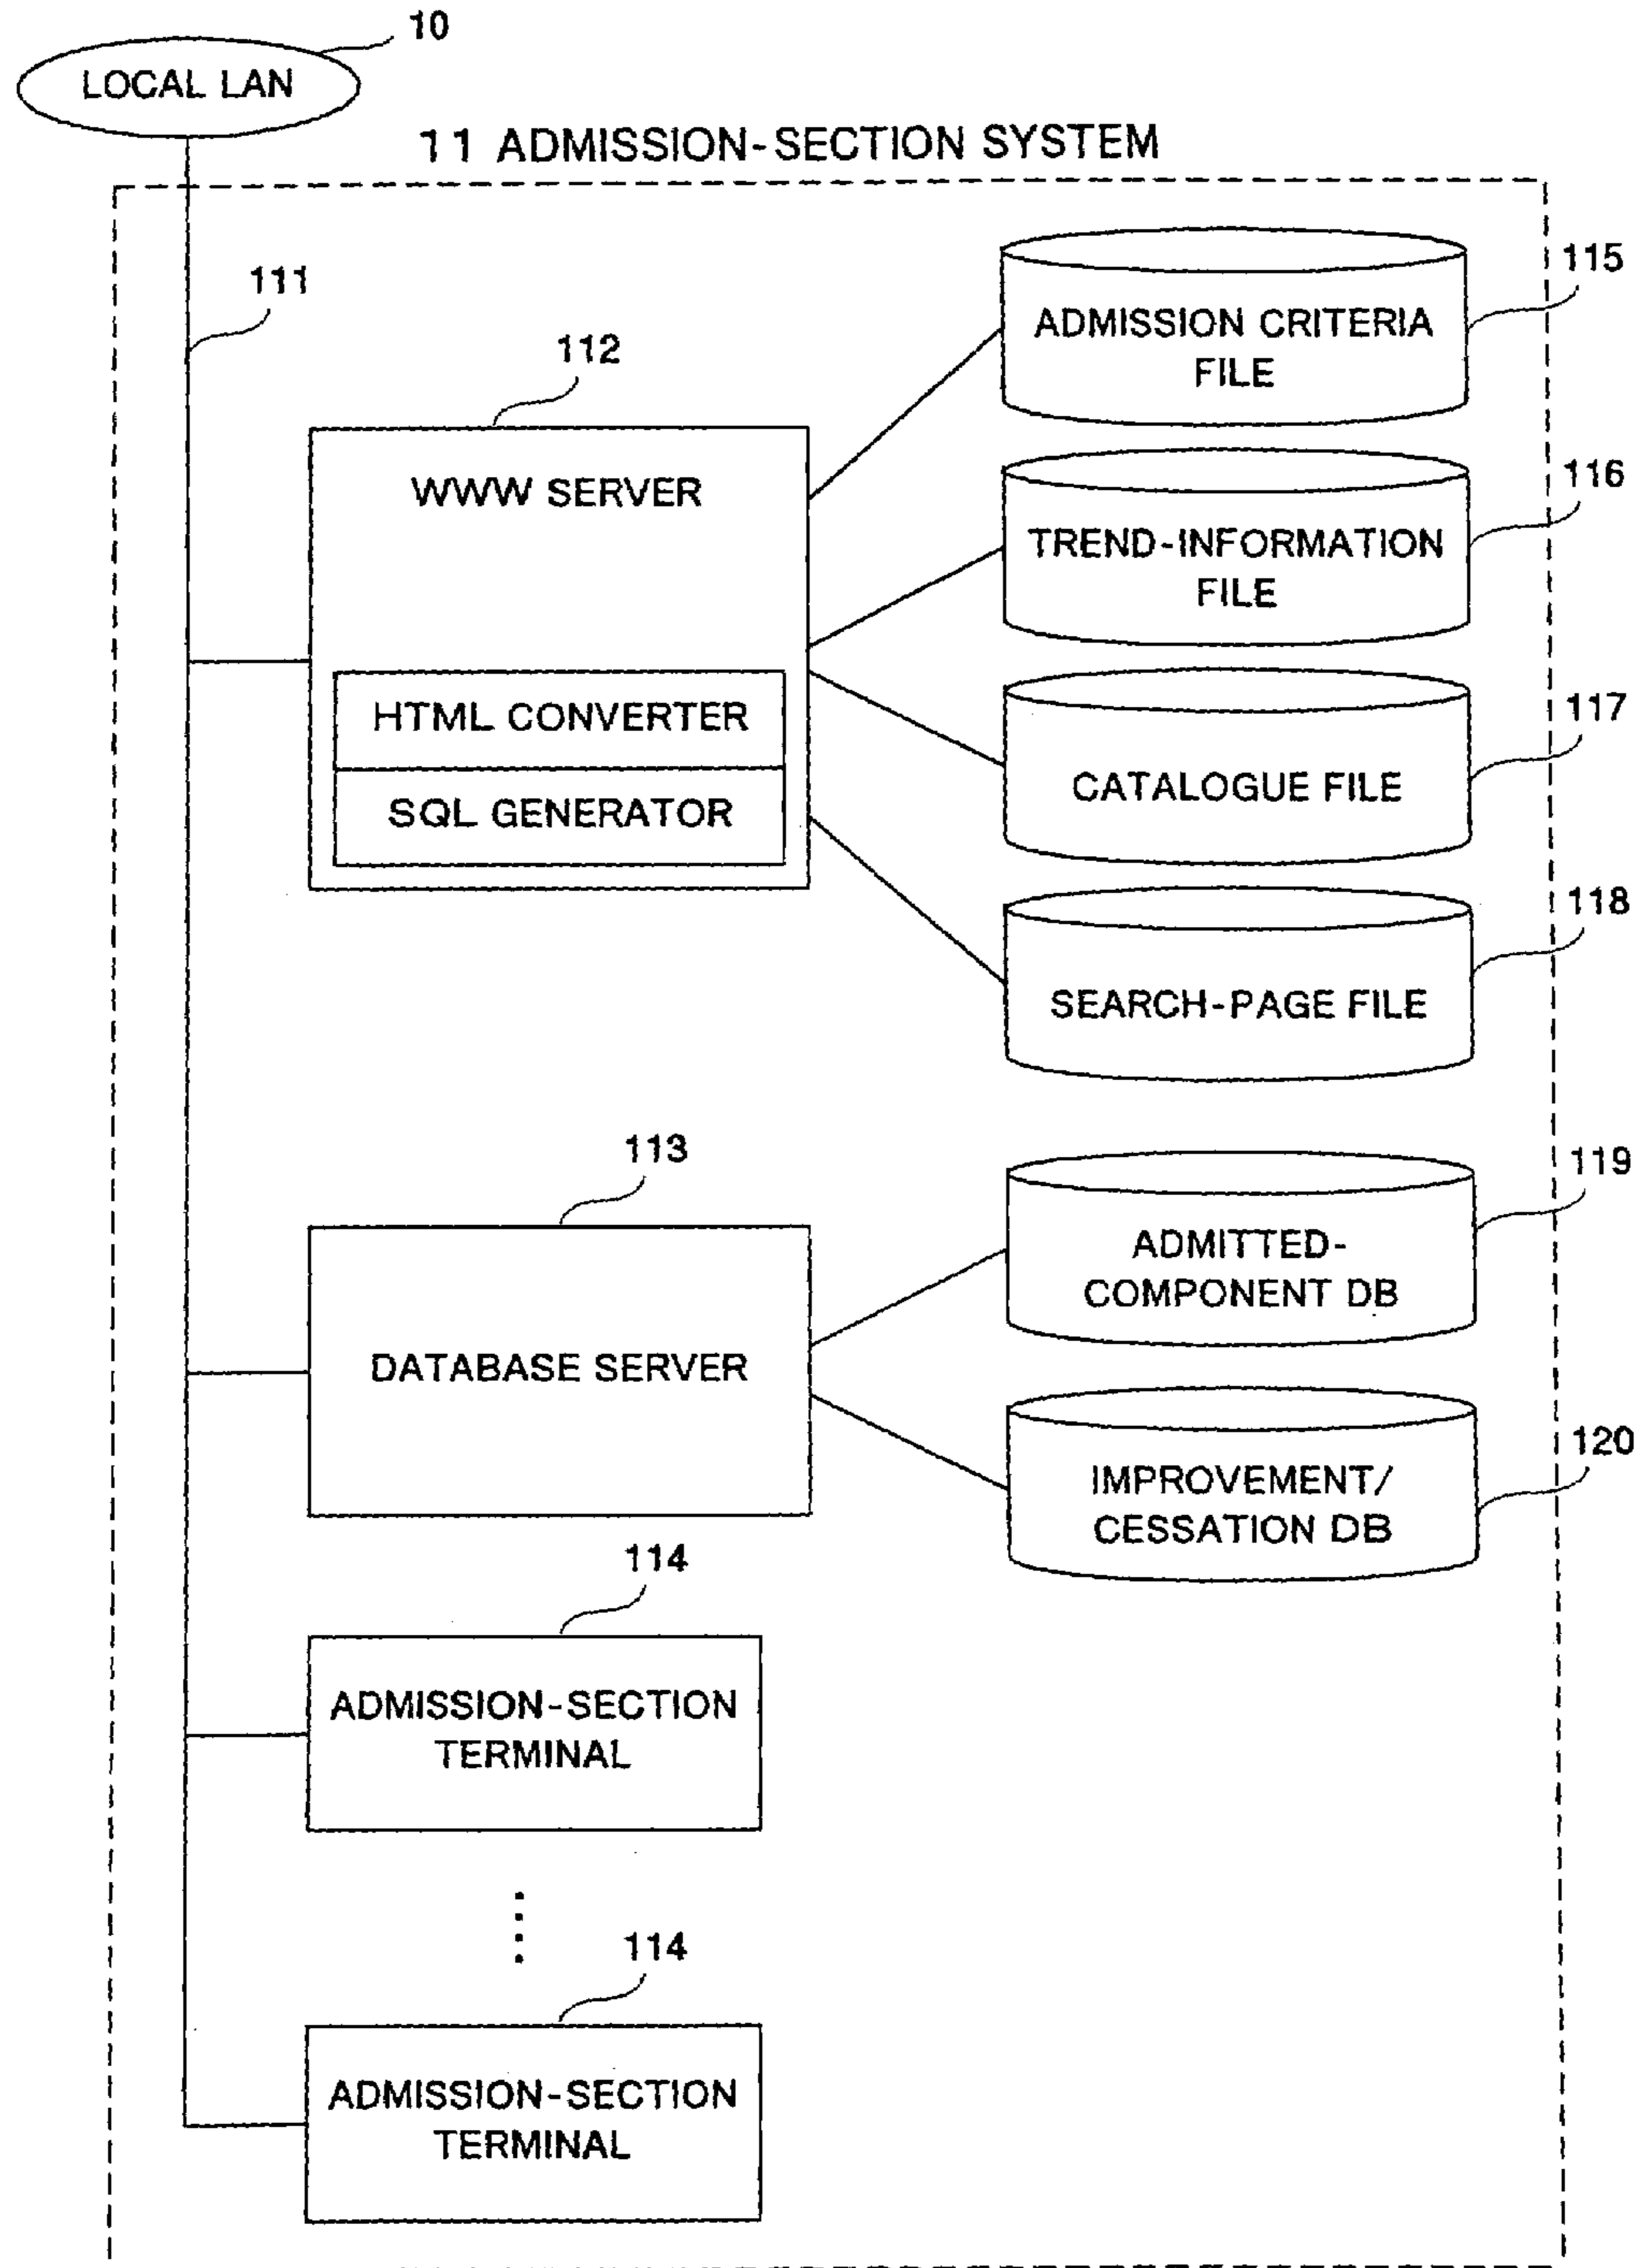 10
LOCAL LAN
11 ADMISSION-SECTION SYSTEM
111
112
WWW SERVER
HTML CONVERTER
SQL GENERATOR
115
ADMISSION CRITERIA
FILE
116
TREND-INFORMATION
FILE
117
CATALOGUE FILE
118
SEARCH-PAGE FILE
113
DATABASE SERVER
119
ADMITTED-
COMPONENT DB
120
IMPROVEMENT/
CESSATION DB
114
ADMISSION-SECTION
TERMINAL
114
ADMISSION-SECTION
TERMINAL